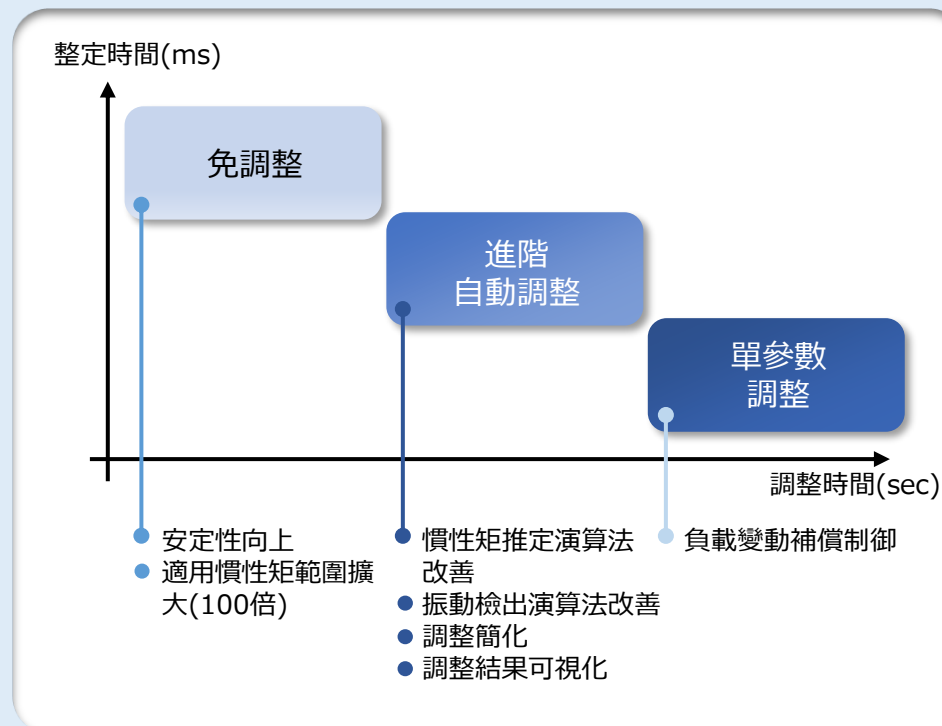 整定時間(ms)
免調整
進階
自動調整
單參數
調整
調整時間(sec)
安定性向上
適用慣性矩範圍擴
大(100倍)
慣性矩推定演算法
改善
振動檢出演算法改善
調整簡化
調整結果可視化
負載變動補償制御